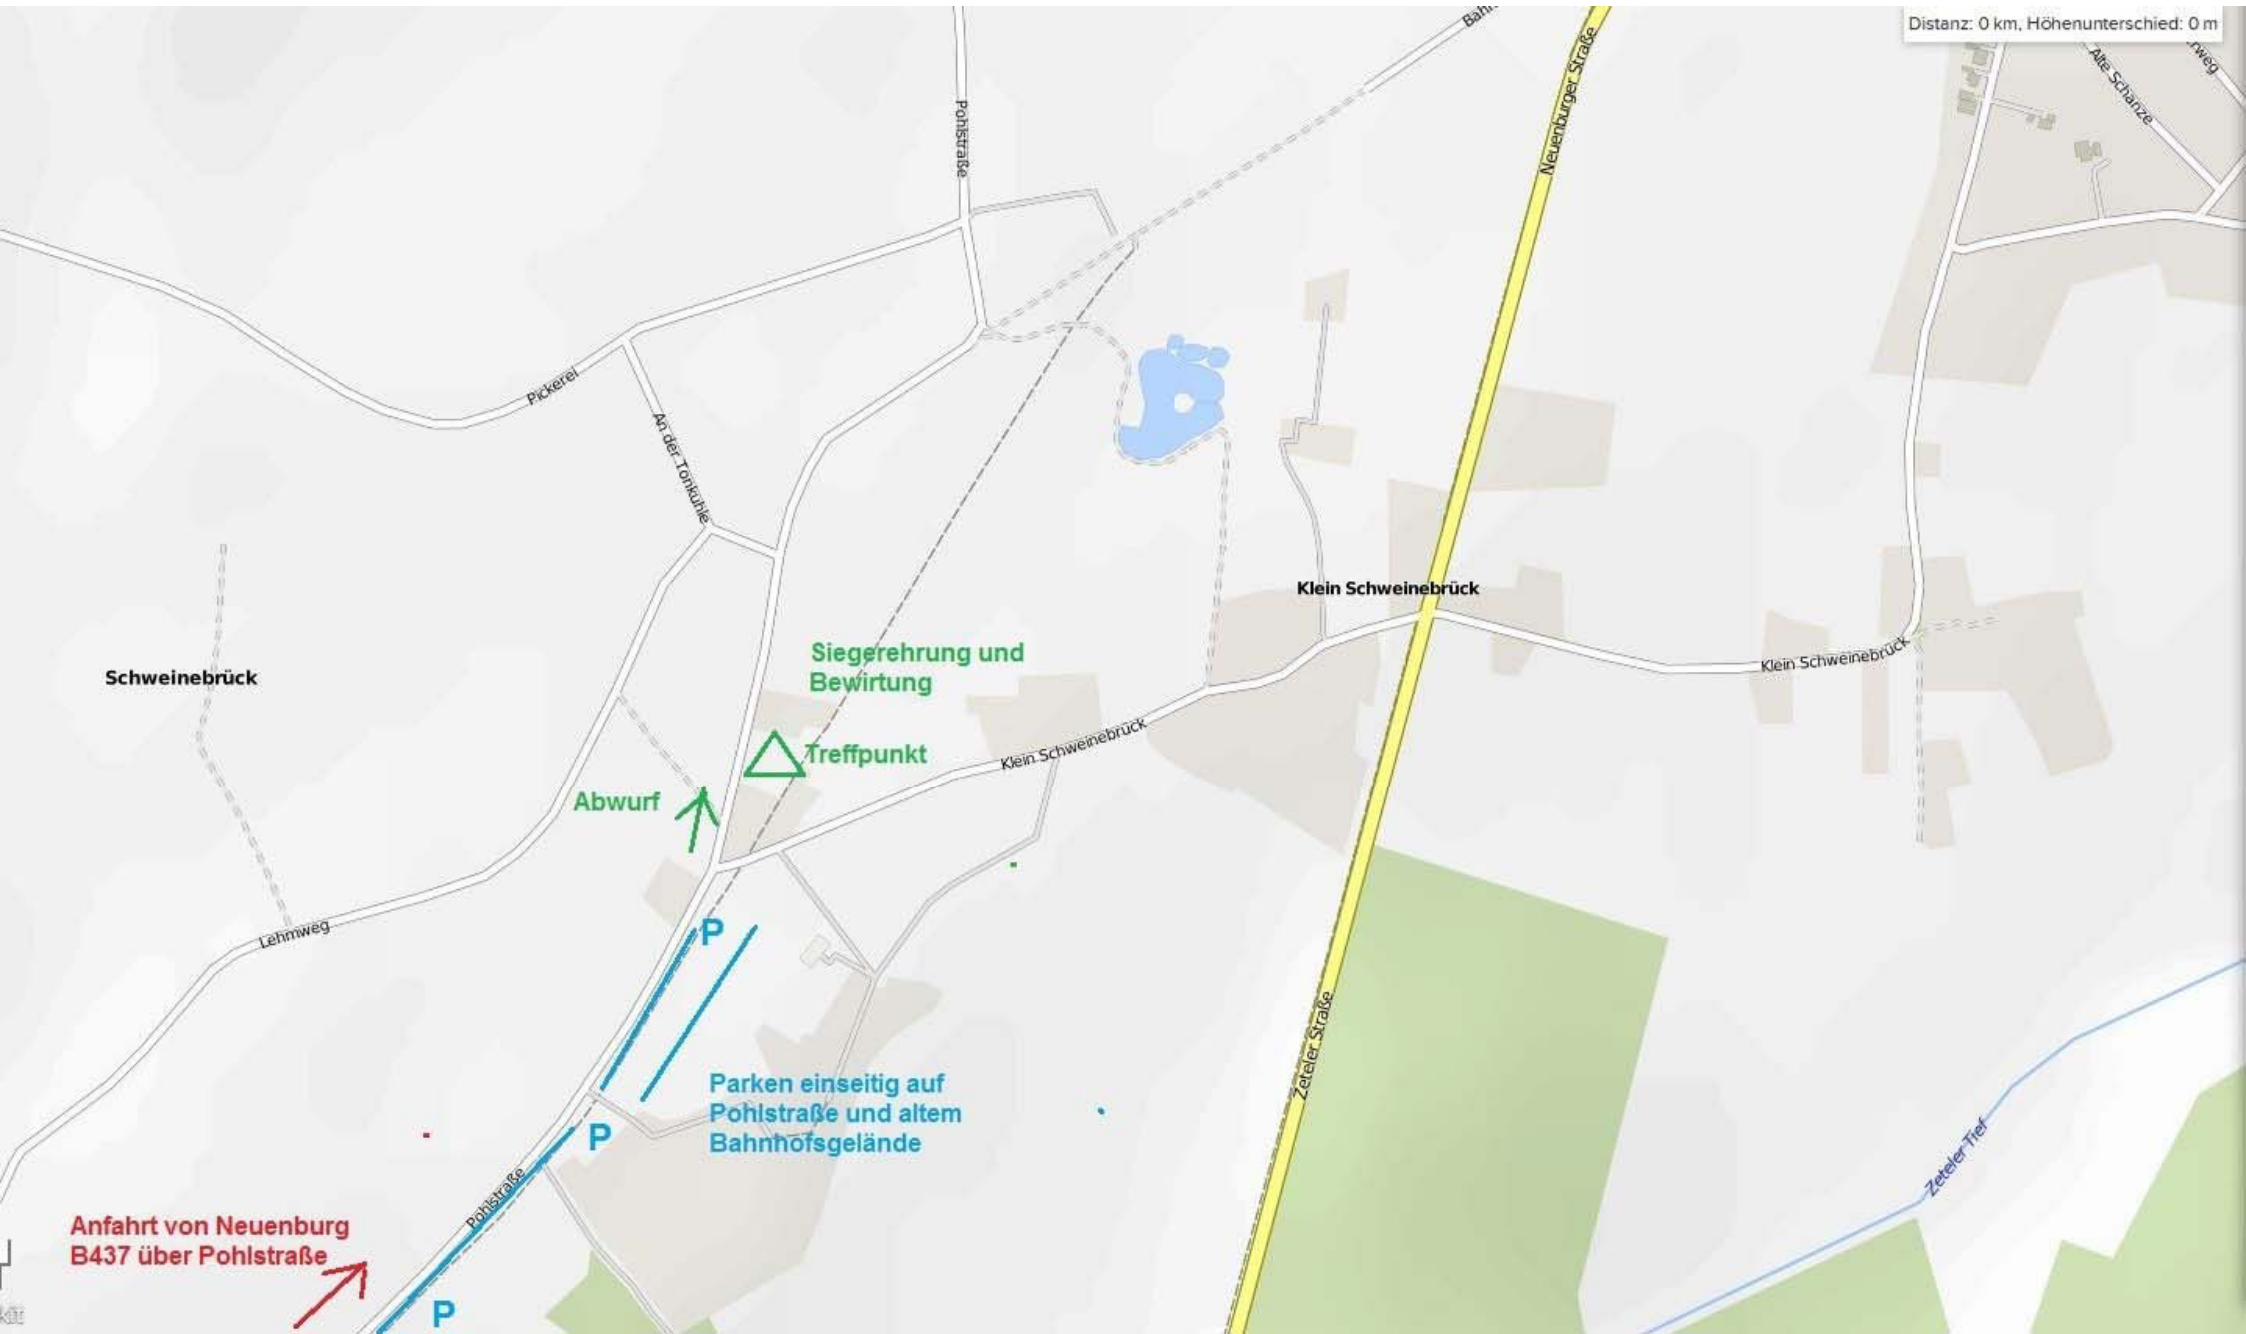 Distanz: 0 km, Höhenunterschied: 0 m
Neuenburger Straße
Alte Schanze
Pohlstraße
Pickerei
An der Tonkuhle
Klein Schweinebrück
Siegerehrung und
Bewirtung
Schweinebrück
Klein Schweinebrück
Klein Schweinebrück
Treffpunkt
Abwurf
Lehmweg
P
Zeteler Straße
Parken einseitig auf
Pohlstraße und altem
Bahnhofsgelände
P
Zeteler Tief
Pohlstraße
Anfahrt von Neuenburg
B437 über Pohlstraße
P